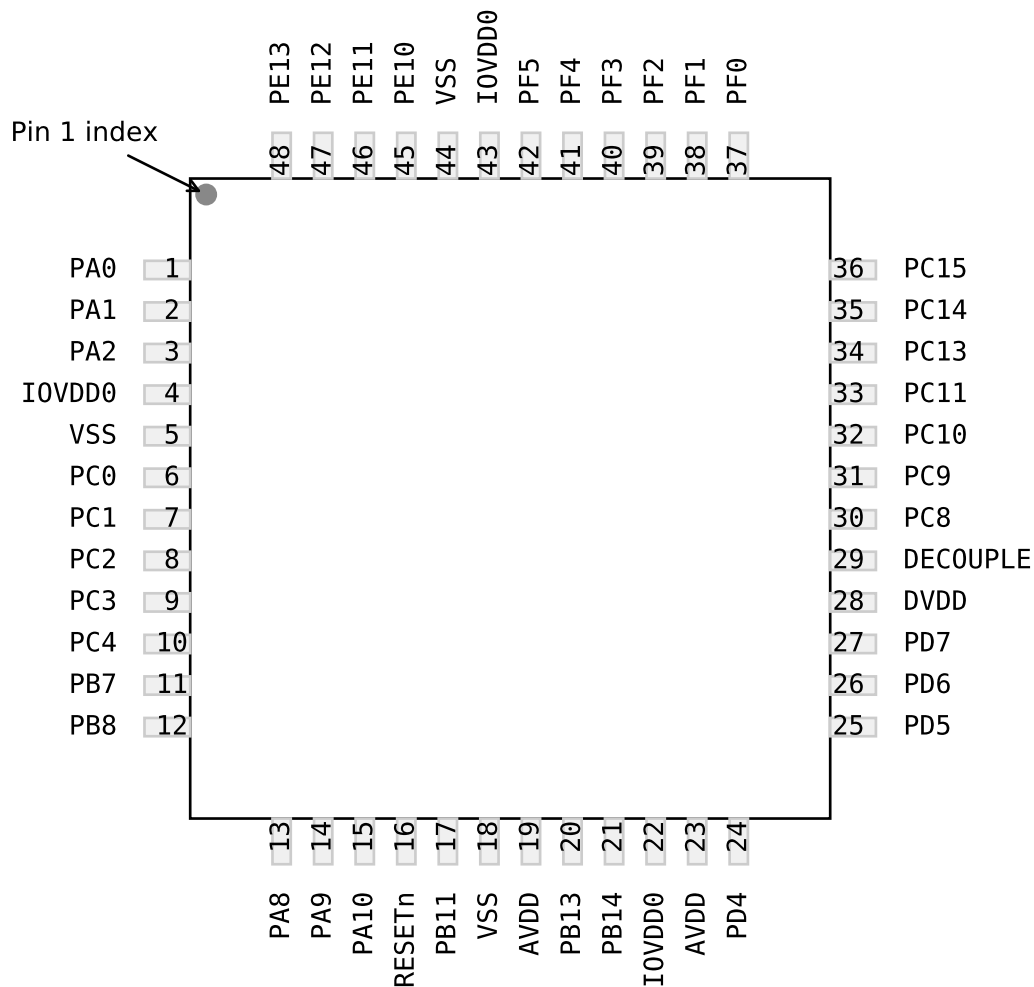 PE13 PE12 PE11 PE10 VSS IOVDD0 PF5 PF4 PF3 PF2 PF1 PF0
Pin 1 index
48 47 46 45 44 43 42 41 40 39 38 37
PA0 1 36 PC15
PA1 2 35 PC14
PA2 3 34 PC13
IOVDD0 4 33 PC11
VSS 5 32 PC10
PC0 6 31 PC9
PC1 7 30 PC8
PC2 8 29 DECOUPLE
PC3 9 28 DVDD
PC4 10 27 PD7
PB7 11 26 PD6
PB8 12 25 PD5
13 14 15 16 17 18 19 20 21 22 23 24
PA8 PA9 PA10 RESETn PB11 VSS AVDD PB13 PB14 IOVDD0 AVDD PD4